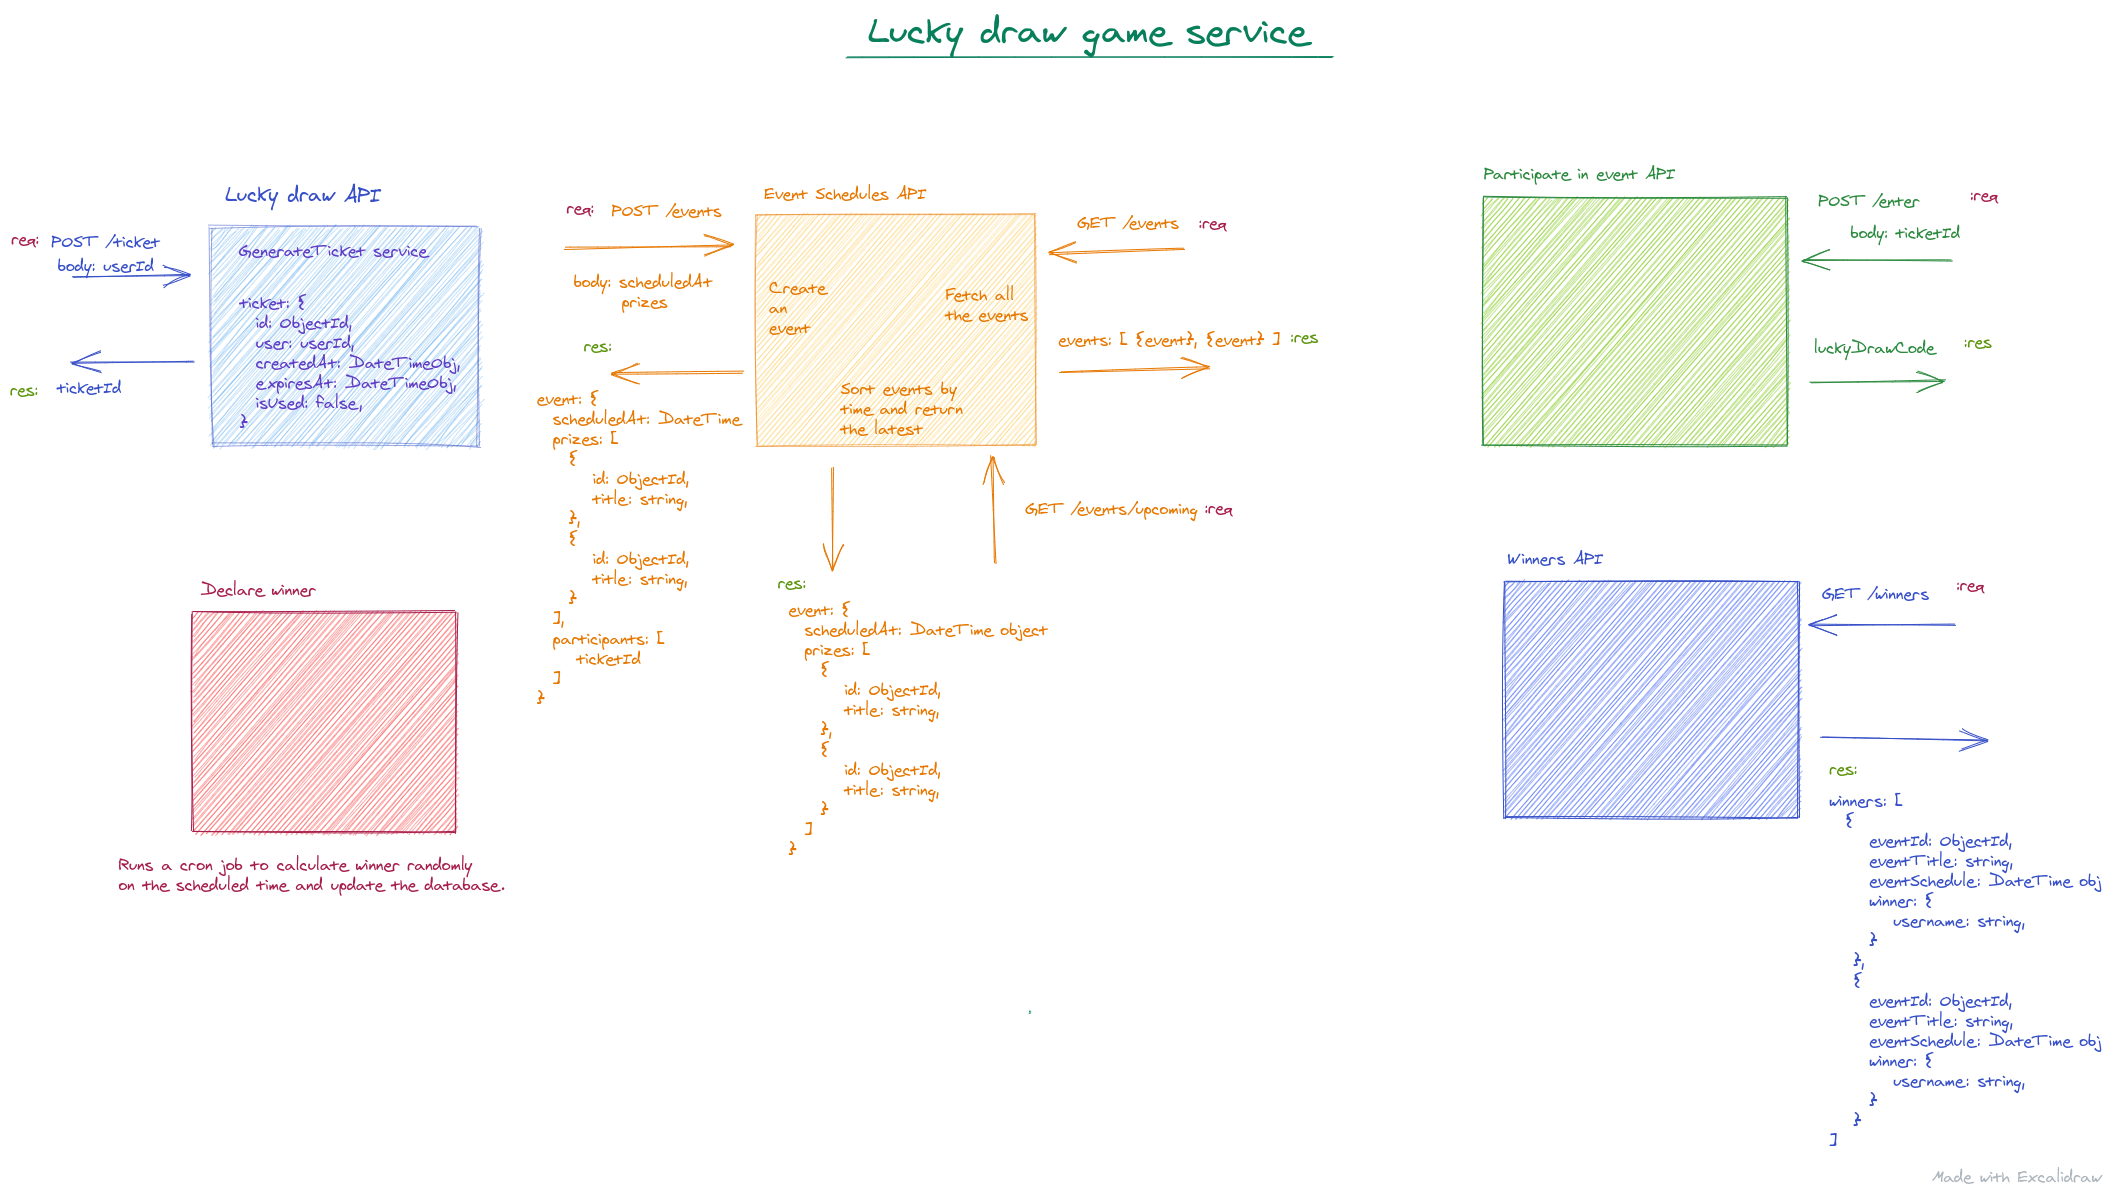 Lucky draw game service
Lucky draw API
req: POST /ticket
body: userId
GenerateTicket service
ticket: {
id: ObjectId,
user: userId,
createdAt: DateTimeObj,
expiresAt: DateTimeObj,
isUsed: false,
}
res: ticketId
Event Schedules API
req: POST /events
body: scheduledAt
prizes
res:
event: {
scheduledAt: DateTime
prizes: [
{
id: ObjectId,
title: string,
},
{
id: ObjectId,
title: string,
}
],
participants: [
ticketId
]
}
Create
an
event
Fetch all
the events
Sort events by
time and return
the latest
GET /events :req
events: [ {event}, {event} ] :res
GET /events/upcoming :req
res:
event: {
scheduledAt: DateTime object
prizes: [
{
id: ObjectId,
title: string,
},
{
id: ObjectId,
title: string,
}
]
}
Participate in event API
POST /enter :req
body: ticketId
luckyDrawCode :res
Declare winner
Runs a cron job to calculate winner randomly
on the scheduled time and update the database.
Winners API
GET /winners :req
res:
winners: [
{
eventId: ObjectId,
eventTitle: string,
eventSchedule: DateTime obj
winner: {
username: string,
}
},
{
eventId: ObjectId,
eventTitle: string,
eventSchedule: DateTime obj
winner: {
username: string,
}
}
]
Made with Excalidraw